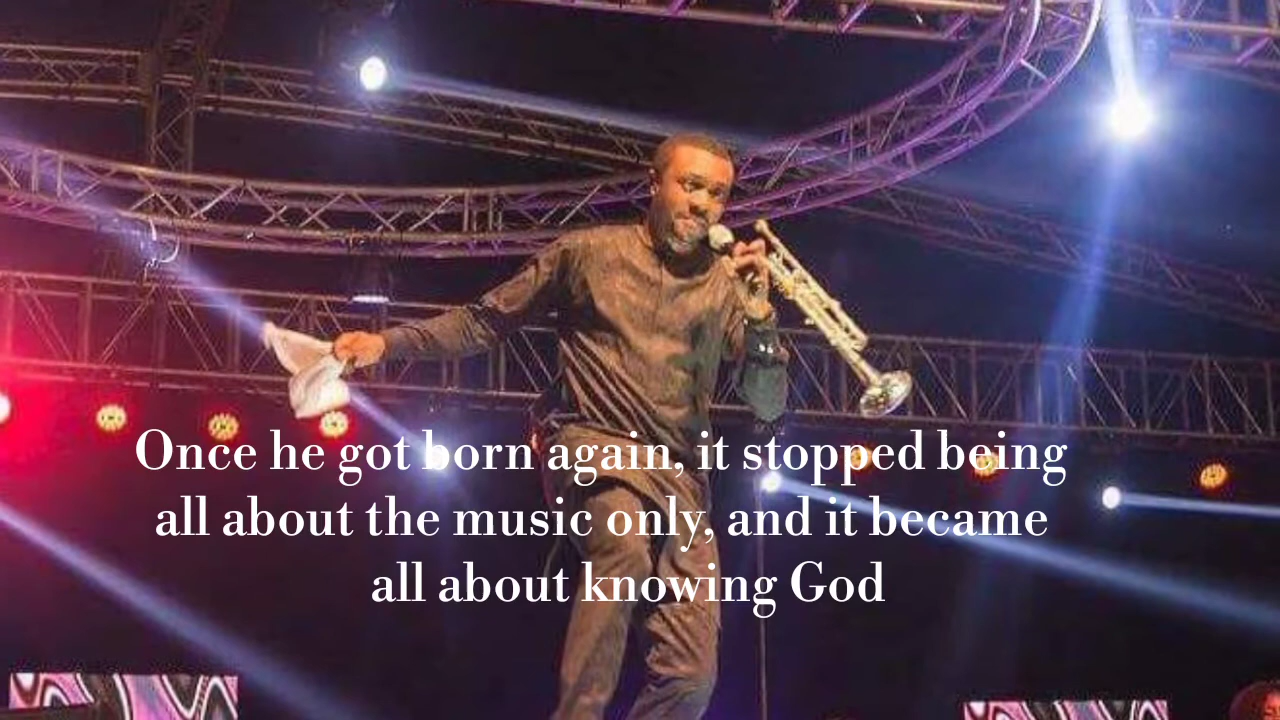 Once he got born again, it stopped being
all about the music only, and it became
all about knowing God